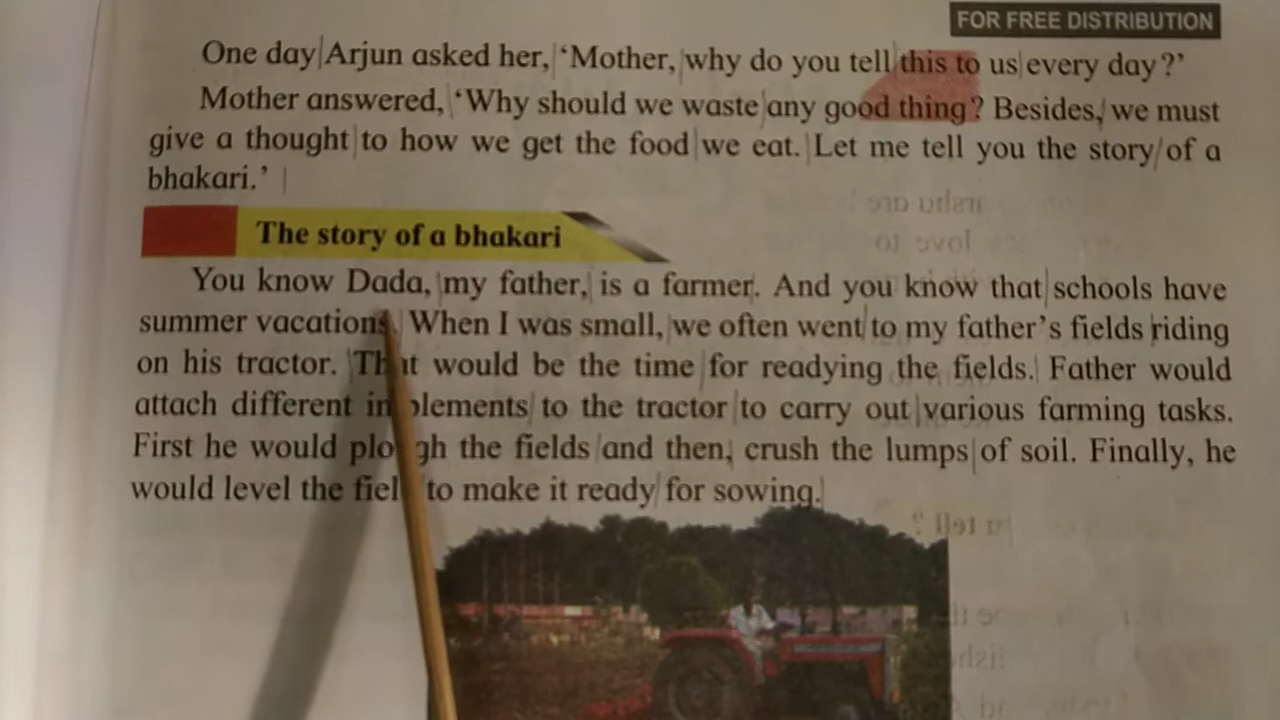 FOR FREE DISTRIBUTION
One day Arjun asked her, ‘Mother, why do you tell this to us every day?’
Mother answered, ‘Why should we waste any good thing? Besides, we must
give a thought to how we get the food we eat. Let me tell you the story of a
bhakari.’
The story of a bhakari
You know Dada, my father, is a farmer. And you know that schools have
summer vacations. When I was small, we often went to my father’s fields riding
on his tractor. That would be the time for readying the fields. Father would
attach different implements to the tractor to carry out various farming tasks.
First he would plough the fields and then, crush the lumps of soil. Finally, he
would level the field to make it ready for sowing.